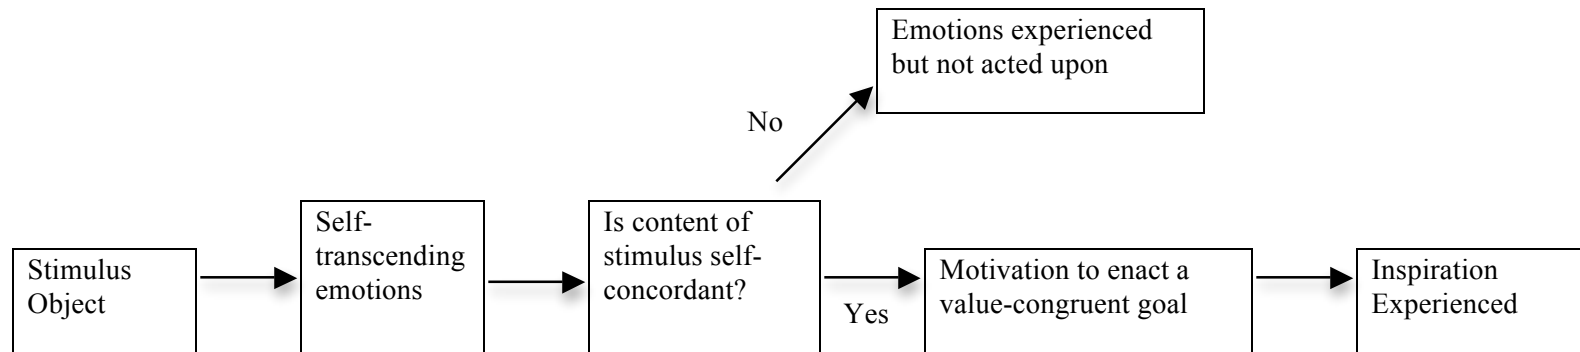 Emotions experienced
but not acted upon
No
Stimulus
Object
Self-
transcending
emotions
Is content of
stimulus self-
concordant?
Yes
Motivation to enact a
value-congruent goal
Inspiration
Experienced